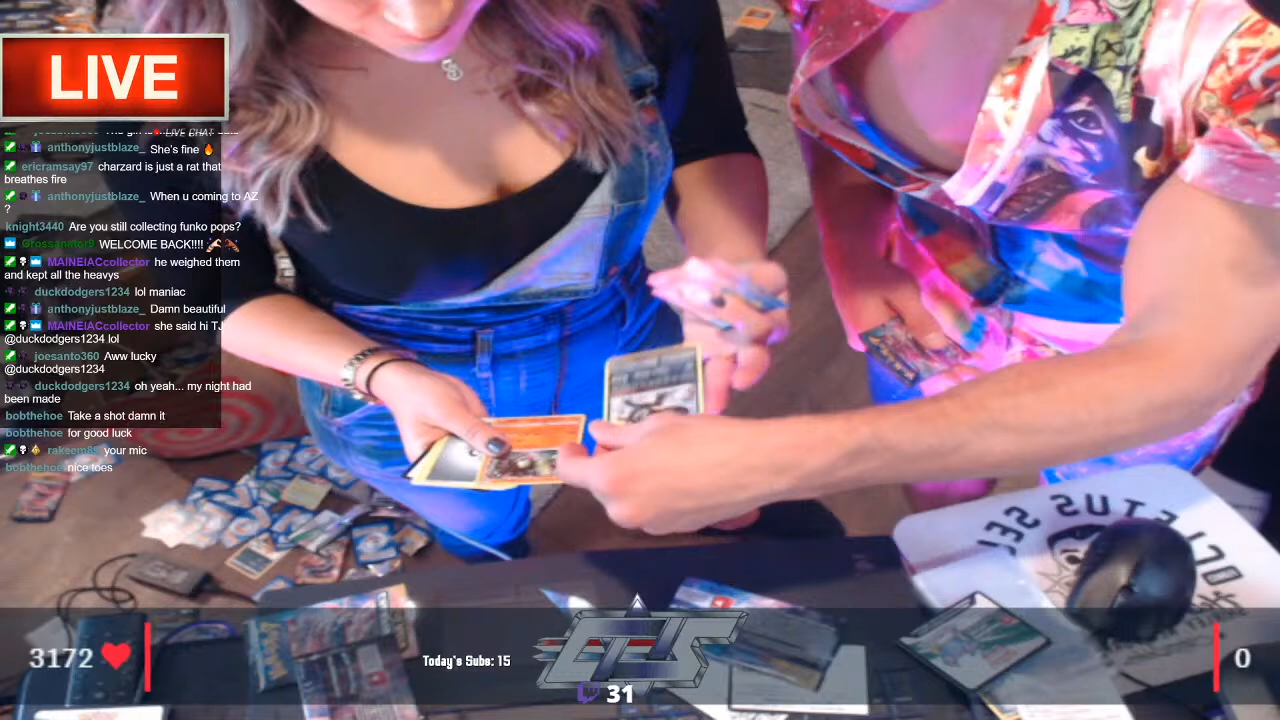 LIVE
LIVE CHAT
anthonyjustblaze_ She's fine
ericramsay97 charzard is just a rat that
breathes fire
anthonyjustblaze_ When u coming to AZ
?
knight3440 Are you still collecting funko pops?
WELCOME BACK!!!!
MAINEIACcollector he weighed them
and kept all the heavys
duckdodgers1234 lol maniac
anthonyjustblaze_ Damn beautiful
MAINEIACcollector she said hi TJ
@duckdodgers1234 lol
joesanto360 Aww lucky
@duckdodgers1234
duckdodgers1234 oh yeah... my night had
been made
bobthehoe Take a shot damn it
bobthehoe for good luck
rakeem89 your mic
bobthehoe nice toes
3172
Today's Subs: 15
31
0